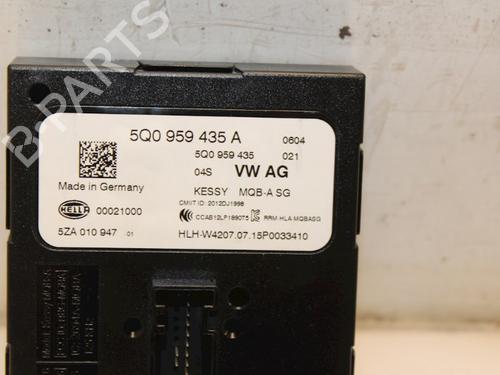 5Q0 959 435 A 0604
5Q0 959 435 021
04S VW AG
Made in Germany KESSY MQB-A SG
CMIIT ID: 2012DJ1998
HELLA 00021000 CCAB12LP1890T5 RRM-HLA-MQBASG
5ZA 010 947 01 HLH-W4207.07.15P0033410
B-PARTS